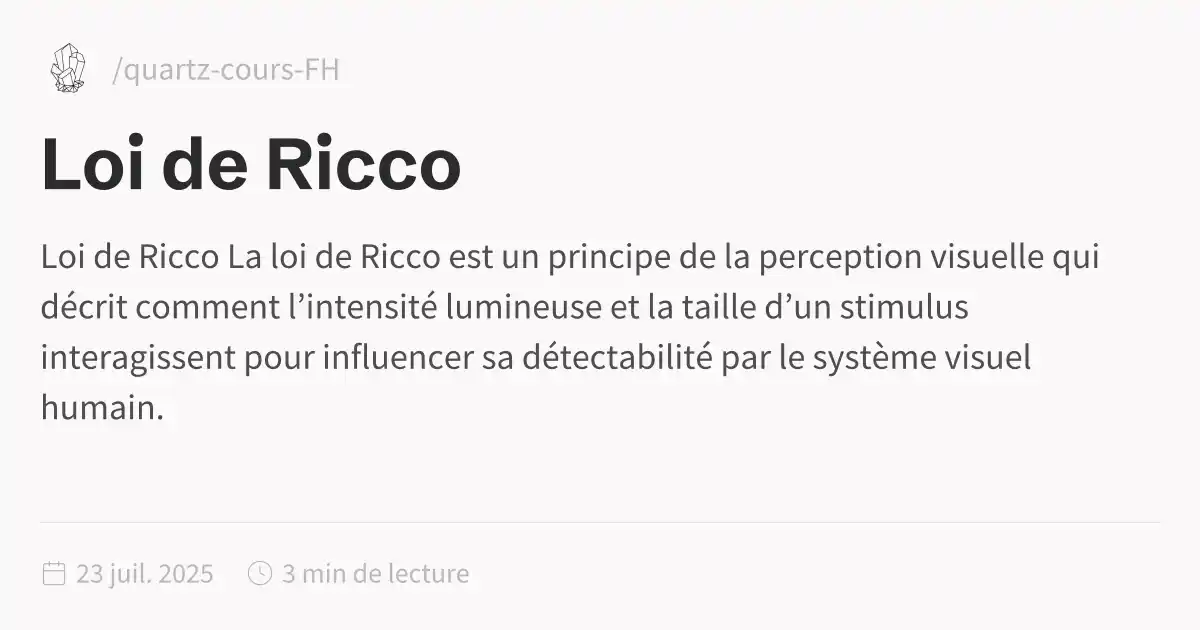 /quartz-cours-FH
Loi de Ricco
Loi de Ricco La loi de Ricco est un principe de la perception visuelle qui
décrit comment l’intensité lumineuse et la taille d’un stimulus
interagissent pour influencer sa détectabilité par le système visuel
humain.
23 juil. 2025 3 min de lecture